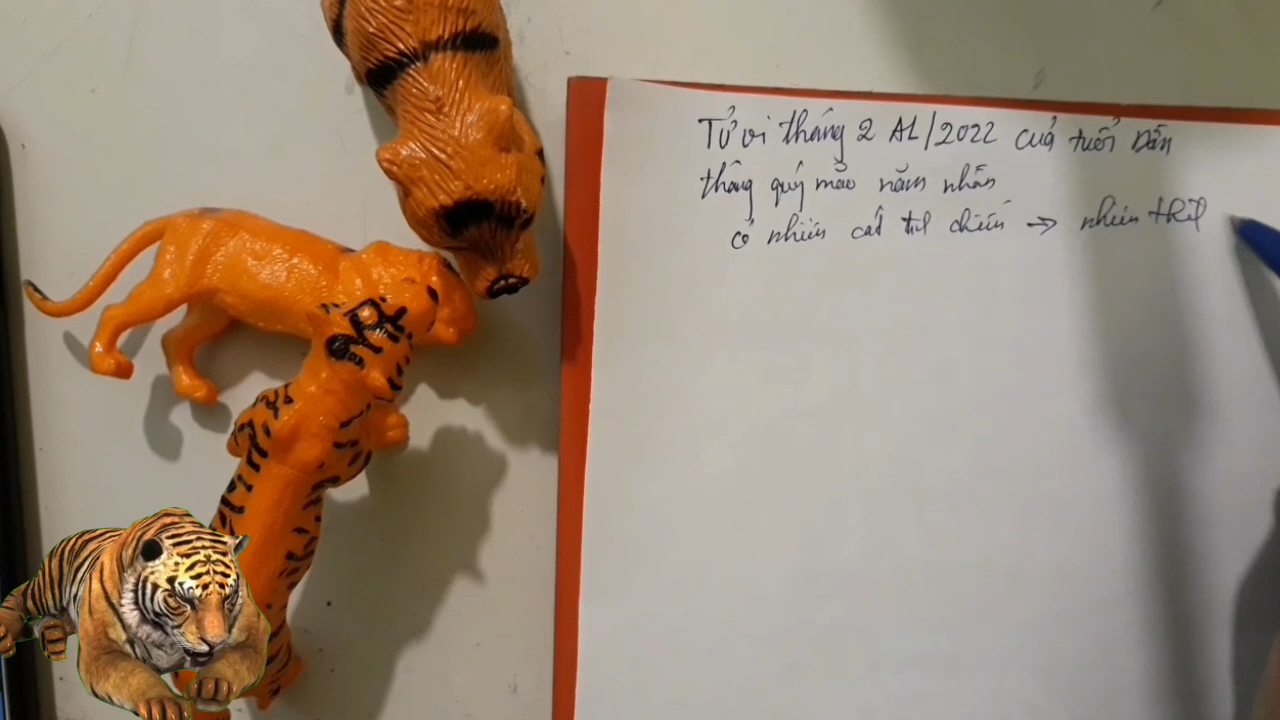 Tử vi tháng 2 AL/2022 của tuổi Dần
tháng quý mão năm nhâm
có nhiều cát tinh chiếu → nhiều